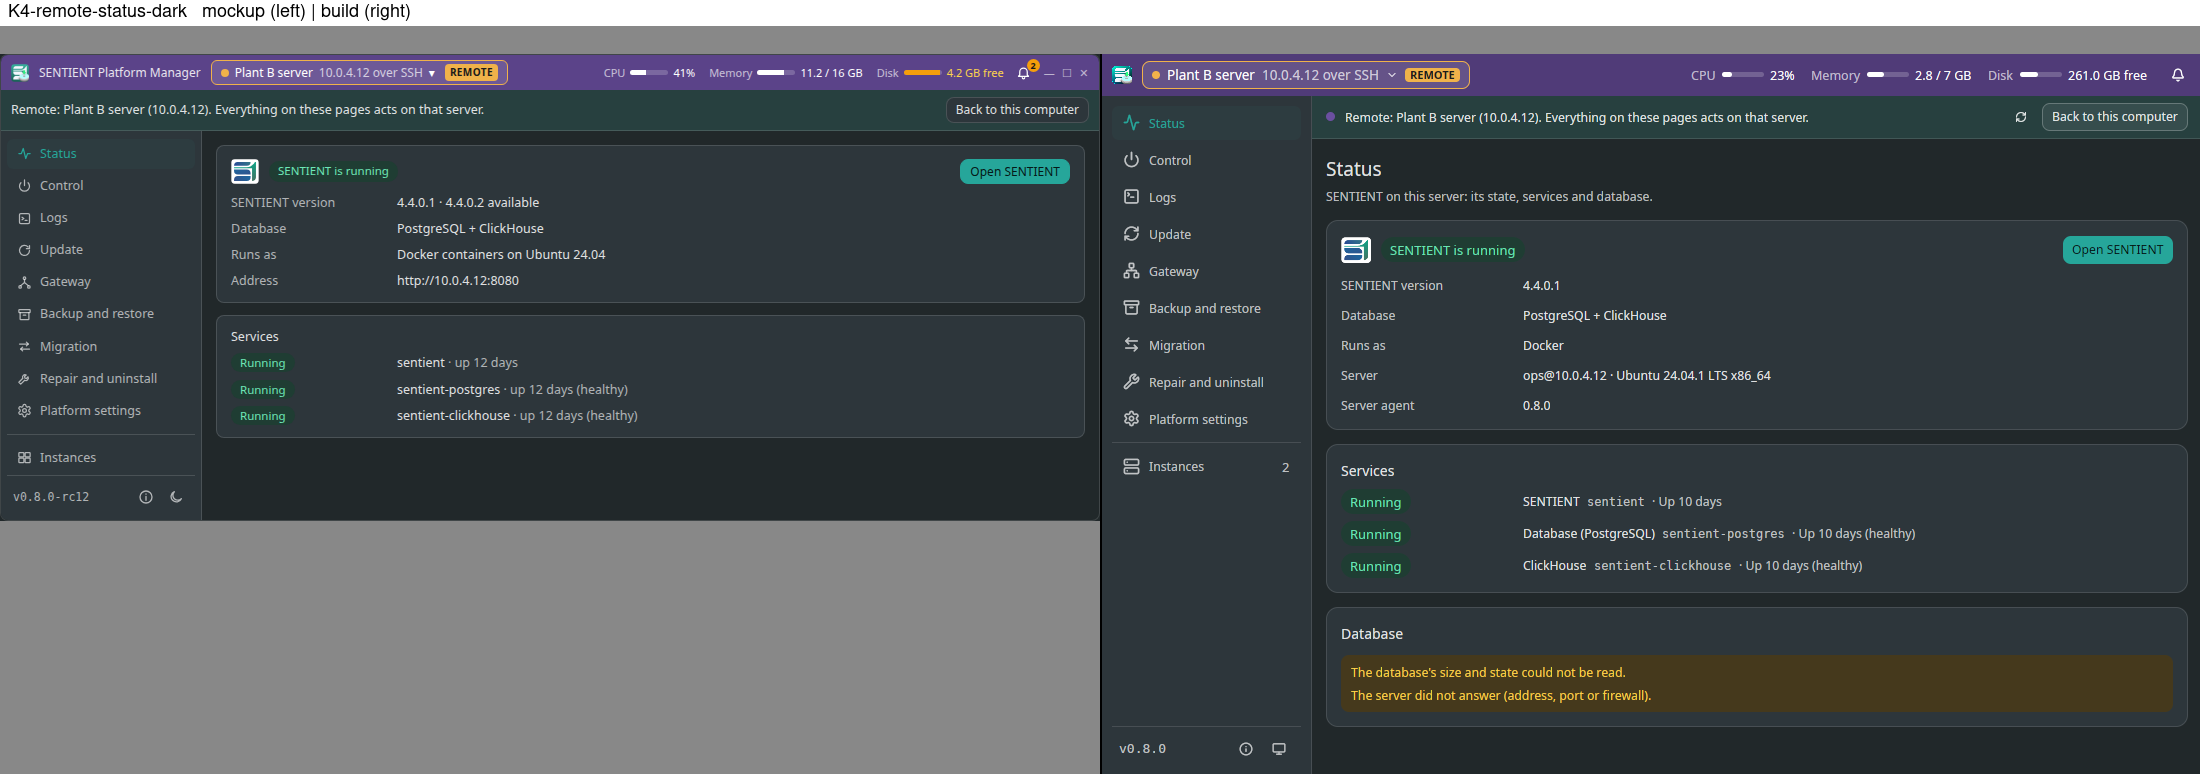 K4-remote-status-dark   mockup (left) | build (right)
SENTIENT Platform Manager
Plant B server 10.0.4.12 over SSH ▾ REMOTE
CPU 41% Memory 11.2 / 16 GB Disk 4.2 GB free 2
Remote: Plant B server (10.0.4.12). Everything on these pages acts on that server.
Back to this computer
Status
Control
Logs
Update
Gateway
Backup and restore
Migration
Repair and uninstall
Platform settings
Instances
v0.8.0-rc12
SENTIENT is running
Open SENTIENT
SENTIENT version 4.4.0.1 · 4.4.0.2 available
Database PostgreSQL + ClickHouse
Runs as Docker containers on Ubuntu 24.04
Address http://10.0.4.12:8080
Services
Running sentient · up 12 days
Running sentient-postgres · up 12 days (healthy)
Running sentient-clickhouse · up 12 days (healthy)
Plant B server 10.0.4.12 over SSH REMOTE
CPU 23% Memory 2.8 / 7 GB Disk 261.0 GB free
Status
Control
Logs
Update
Gateway
Backup and restore
Migration
Repair and uninstall
Platform settings
Instances 2
v0.8.0
Remote: Plant B server (10.0.4.12). Everything on these pages acts on that server.
Back to this computer
Status
SENTIENT on this server: its state, services and database.
SENTIENT is running
Open SENTIENT
SENTIENT version 4.4.0.1
Database PostgreSQL + ClickHouse
Runs as Docker
Server ops@10.0.4.12 · Ubuntu 24.04.1 LTS x86_64
Server agent 0.8.0
Services
Running SENTIENT sentient · Up 10 days
Running Database (PostgreSQL) sentient-postgres · Up 10 days (healthy)
Running ClickHouse sentient-clickhouse · Up 10 days (healthy)
Database
The database's size and state could not be read.
The server did not answer (address, port or firewall).